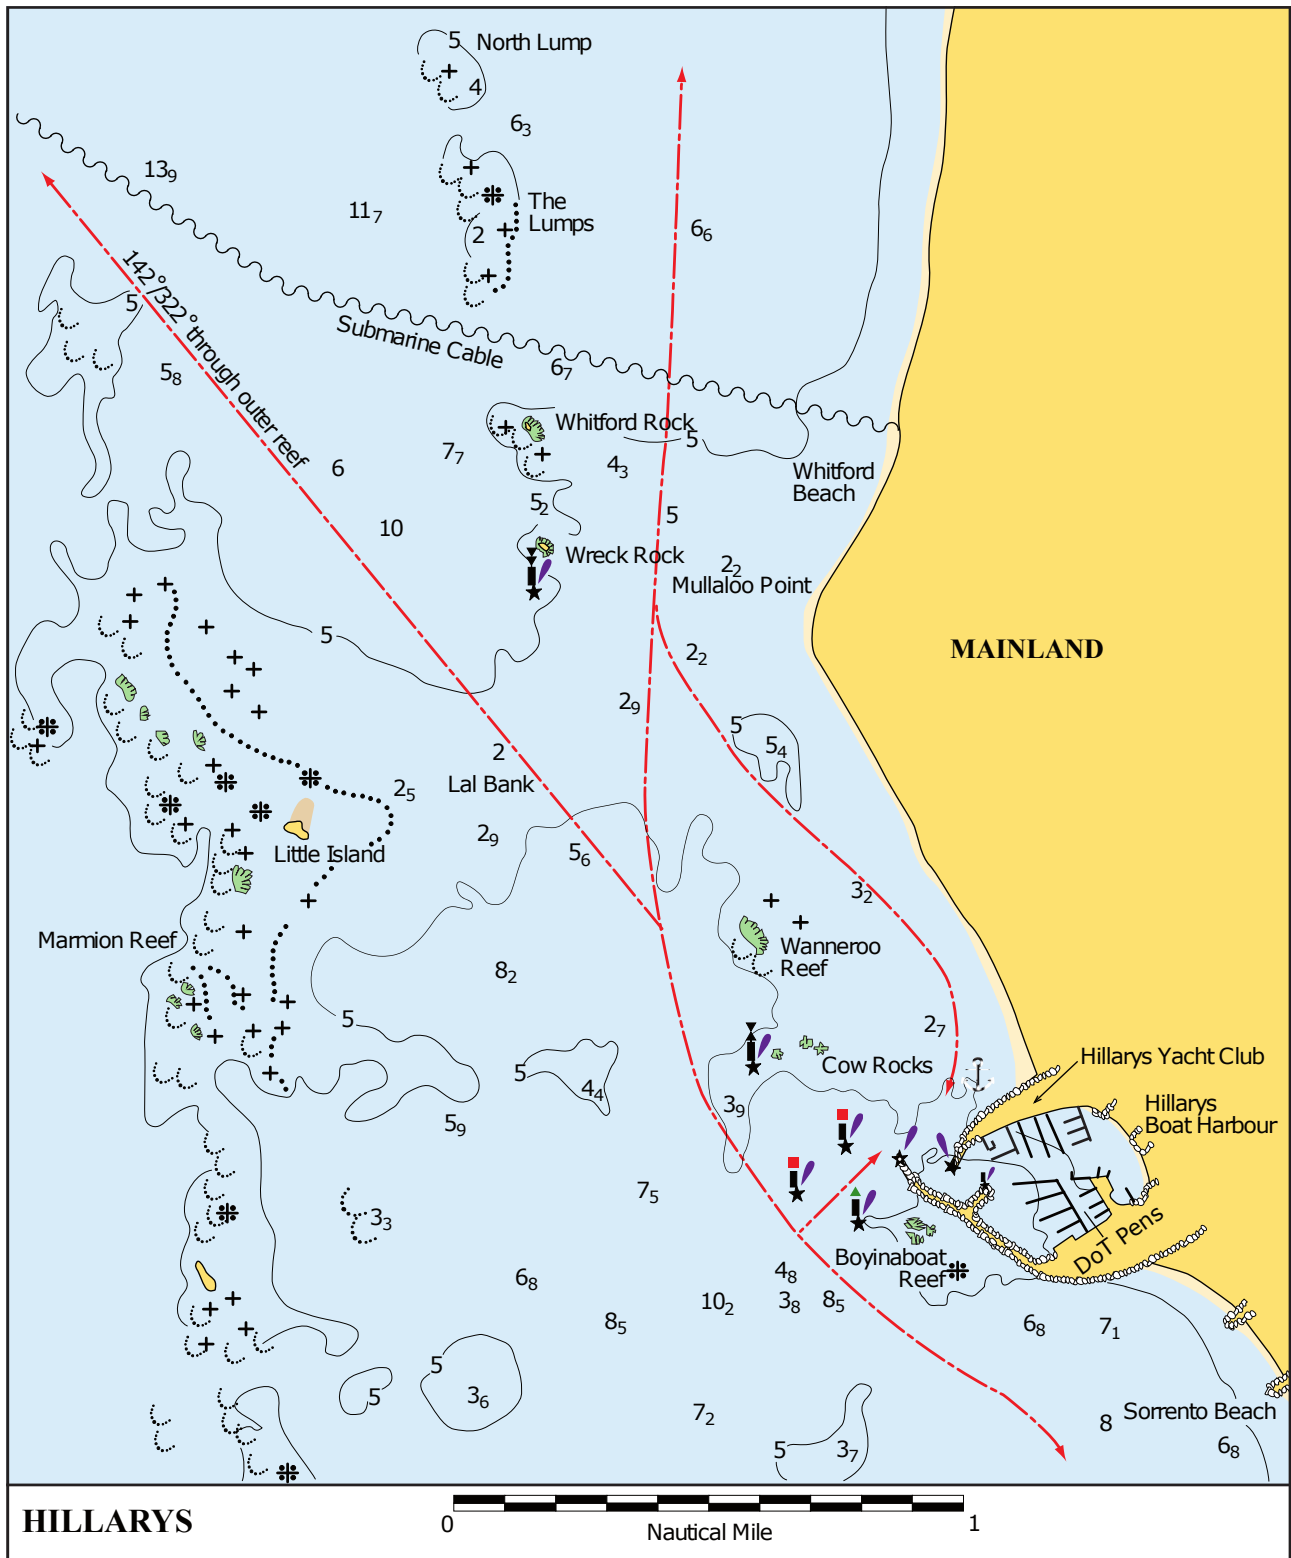 5
North Lump
4
6₃
13₉
The
Lumps
11₇
2
6₆
142°/322° through outer reef
5
Submarine Cable
6₇
5₈
Whitford Rock
5
7₇
4₃
6
Whitford
Beach
5₂
5
10
Wreck Rock
2₂
Mullaloo Point
5
MAINLAND
2₂
2₉
5
5₄
2
Lal Bank
2₅
2₉
5₆
Little Island
3₂
Marmion Reef
Wanneroo
Reef
8₂
5
2₇
Hillarys Yacht Club
Cow Rocks
5
4₄
3₉
Hillarys
Boat Harbour
5₉
7₅
3₃
DoT Pens
Boyinaboat
Reef
4₈
6₈
10₂
3₈
8₅
8₅
6₈
7₁
5
5
3₆
7₂
8
Sorrento Beach
6₈
5
3₇
HILLARYS
0
Nautical Mile
1